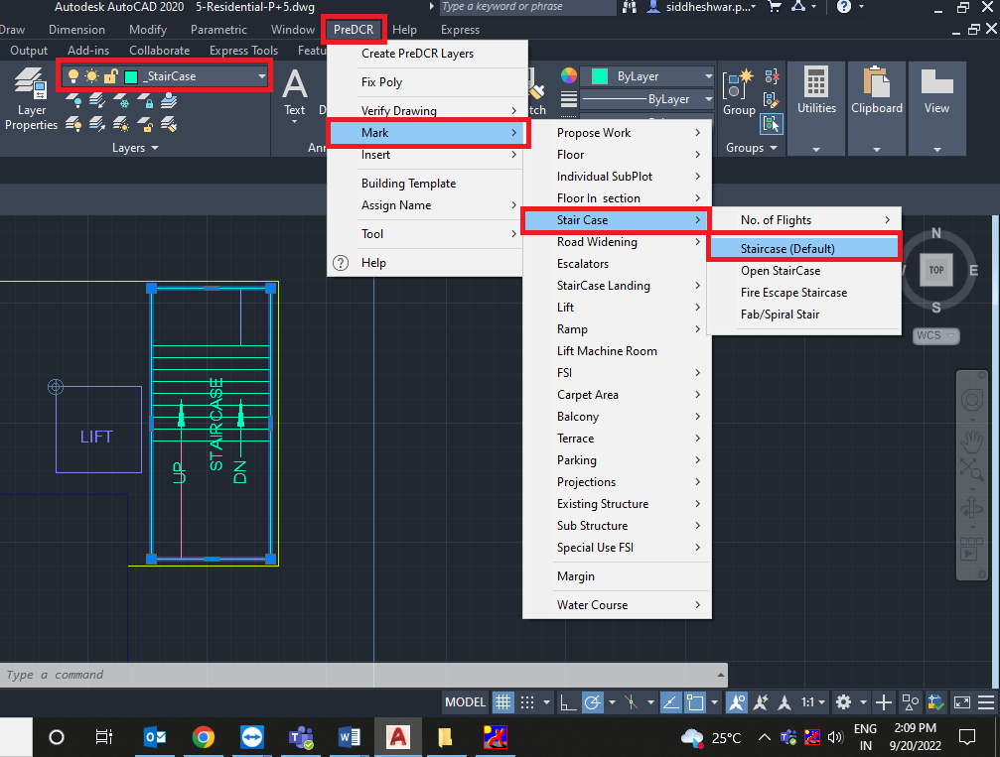 Autodesk AutoCAD 2020 5-Residential-P+5.dwg
Type a keyword or phrase
siddheshwar.p...
Draw Dimension Modify Parametric Window PreDCR Help Express
Output Add-ins Collaborate Express Tools Featu
_StairCase
Layer
Properties
Layers
Text
D
Ann
tch
ByLayer
ByLayer
Group
Groups
Utilities
Clipboard
View
Create PreDCR Layers
Fix Poly
Verify Drawing
Mark
Insert
Building Template
Assign Name
Tool
Help
Propose Work
Floor
Individual SubPlot
Floor In section
Stair Case
Road Widening
Escalators
StairCase Landing
Lift
Ramp
Lift Machine Room
FSI
Carpet Area
Balcony
Terrace
Parking
Projections
Existing Structure
Sub Structure
Special Use FSI
Margin
Water Course
No. of Flights
Staircase (Default)
Open StairCase
Fire Escape Staircase
Fab/Spiral Stair
N
TOP
E
S
WCS
LIFT
UP
STAIRCASE
DN
Type a command
MODEL
1:1
25°C
ENG
IN
2:09 PM
9/20/2022